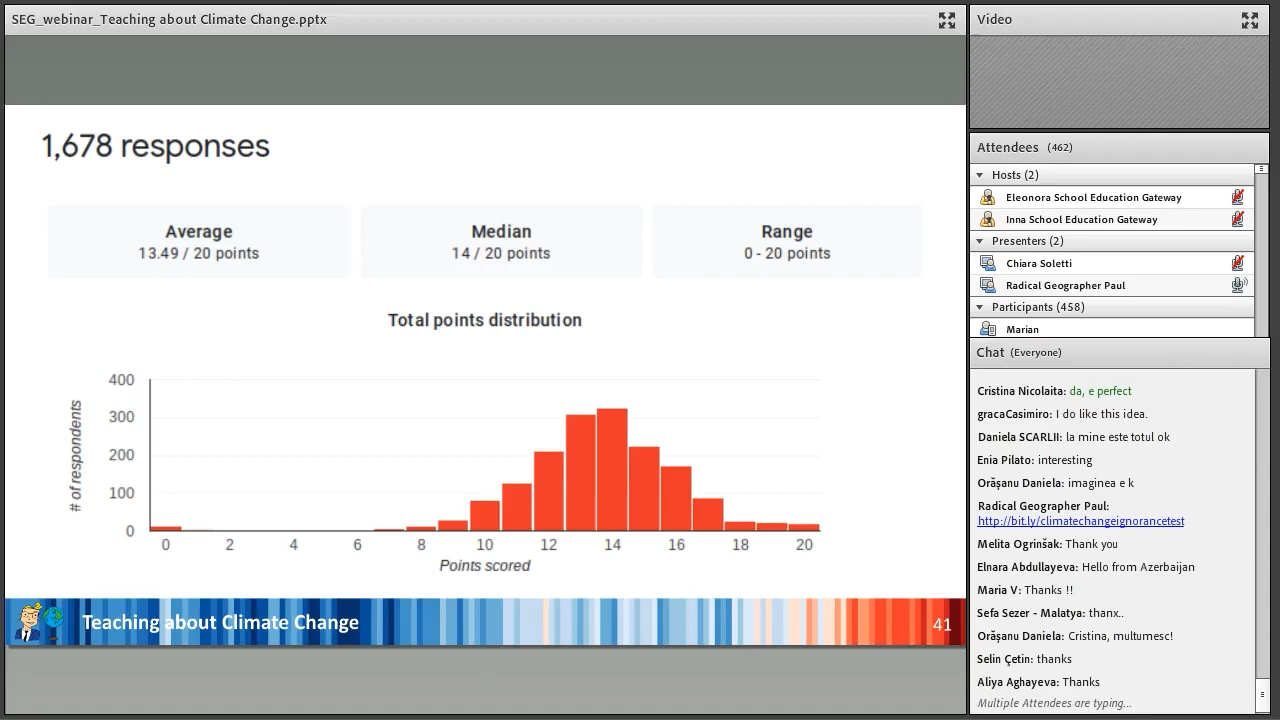 SEG_webinar_Teaching about Climate Change.pptx
1,678 responses
Average
13.49 / 20 points
Median
14 / 20 points
Range
0 - 20 points
Total points distribution
# of respondents
400
300
200
100
0
0 2 4 6 8 10 12 14 16 18 20
Points scored
Teaching about Climate Change
41
Video
Attendees (462)
Hosts (2)
Eleonora School Education Gateway
Inna School Education Gateway
Presenters (2)
Chiara Soletti
Radical Geographer Paul
Participants (458)
Marian
Chat (Everyone)
Cristina Nicolaita: da, e perfect
gracaCasimiro: I do like this idea.
Daniela SCARLII: la mine este totul ok
Enia Pilato: interesting
Orășanu Daniela: imaginea e k
Radical Geographer Paul:
http://bit.ly/climatechangeignorancetest
Melita Ogrinšak: Thank you
Elnara Abdullayeva: Hello from Azerbaijan
Maria V: Thanks !!
Sefa Sezer - Malatya: thanx..
Orășanu Daniela: Cristina, multumesc!
Selin Çetin: thanks
Aliya Aghayeva: Thanks
Multiple Attendees are typing...